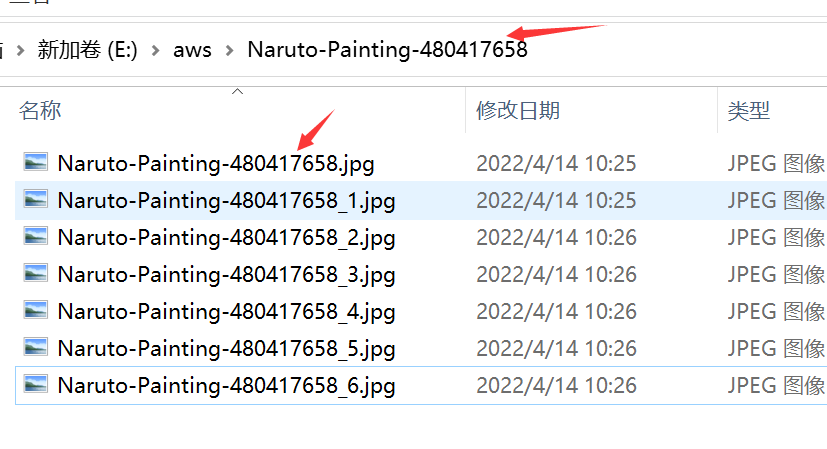 新加卷 (E:) > aws > Naruto-Painting-480417658
名称 修改日期 类型
Naruto-Painting-480417658.jpg 2022/4/14 10:25 JPEG 图像
Naruto-Painting-480417658_1.jpg 2022/4/14 10:25 JPEG 图像
Naruto-Painting-480417658_2.jpg 2022/4/14 10:26 JPEG 图像
Naruto-Painting-480417658_3.jpg 2022/4/14 10:26 JPEG 图像
Naruto-Painting-480417658_4.jpg 2022/4/14 10:26 JPEG 图像
Naruto-Painting-480417658_5.jpg 2022/4/14 10:26 JPEG 图像
Naruto-Painting-480417658_6.jpg 2022/4/14 10:26 JPEG 图像